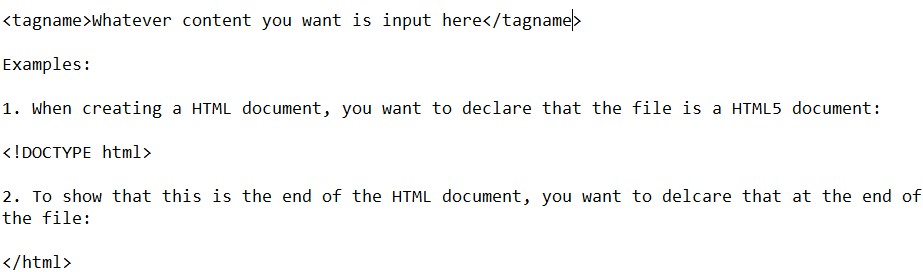 <tagname>Whatever content you want is input here</tagname>
Examples:
1. When creating a HTML document, you want to declare that the file is a HTML5 document:
<!DOCTYPE html>
2. To show that this is the end of the HTML document, you want to delcare that at the end of
the file:
</html>